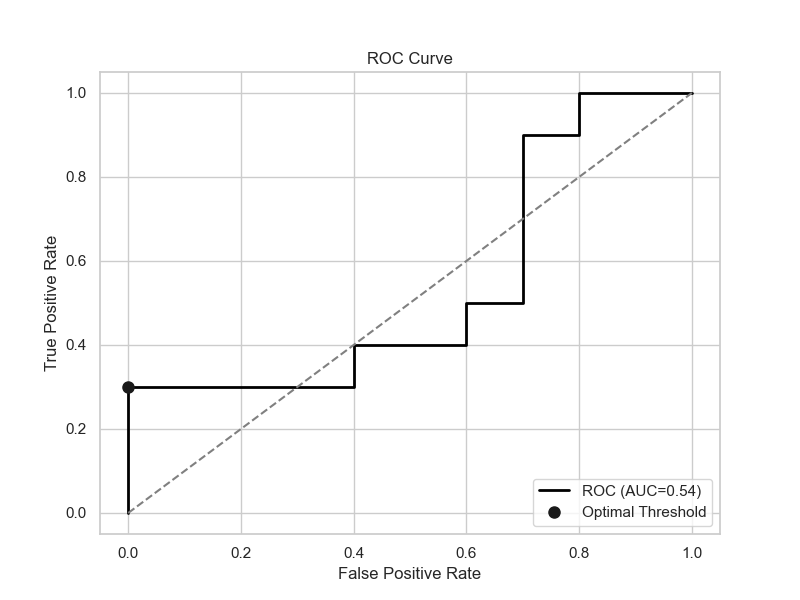 ROC Curve
True Positive Rate
1.0
0.8
0.6
0.4
0.2
0.0
0.0 0.2 0.4 0.6 0.8 1.0
False Positive Rate
ROC (AUC=0.54)
Optimal Threshold